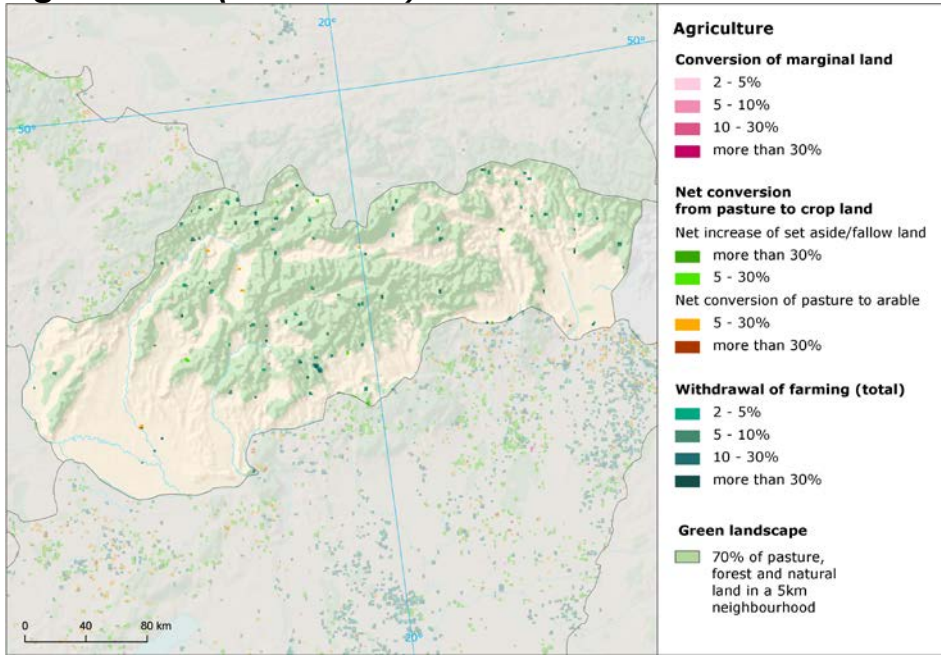 20°
50°
50°
20°
0 40 80 km
Agriculture
Conversion of marginal land
2 - 5%
5 - 10%
10 - 30%
more than 30%
Net conversion
from pasture to crop land
Net increase of set aside/fallow land
more than 30%
5 - 30%
Net conversion of pasture to arable
5 - 30%
more than 30%
Withdrawal of farming (total)
2 - 5%
5 - 10%
10 - 30%
more than 30%
Green landscape
70% of pasture,
forest and natural
land in a 5km
neighbourhood